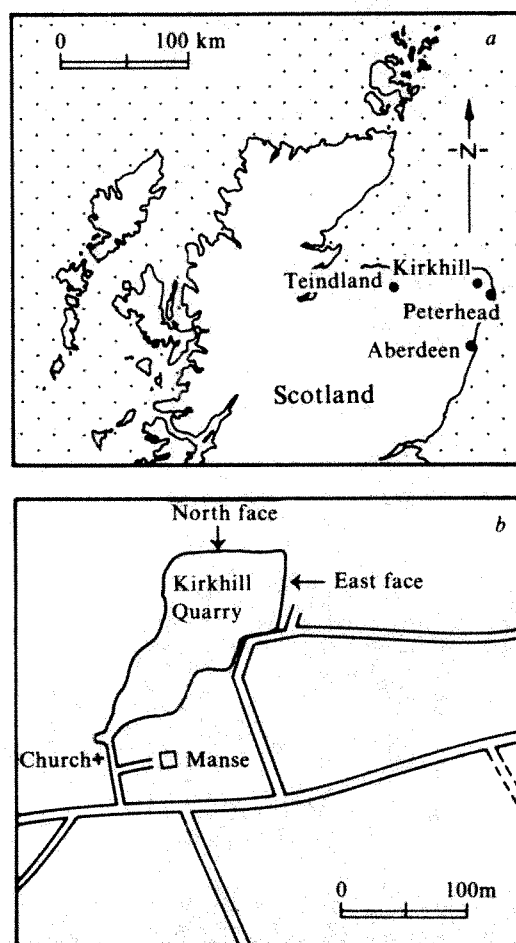 0 100 km
a
-Z-
Teindland Kirkhill
Peterhead
Aberdeen
Scotland
North face
b
Kirkhill
Quarry
East face
Church
Manse
0 100m